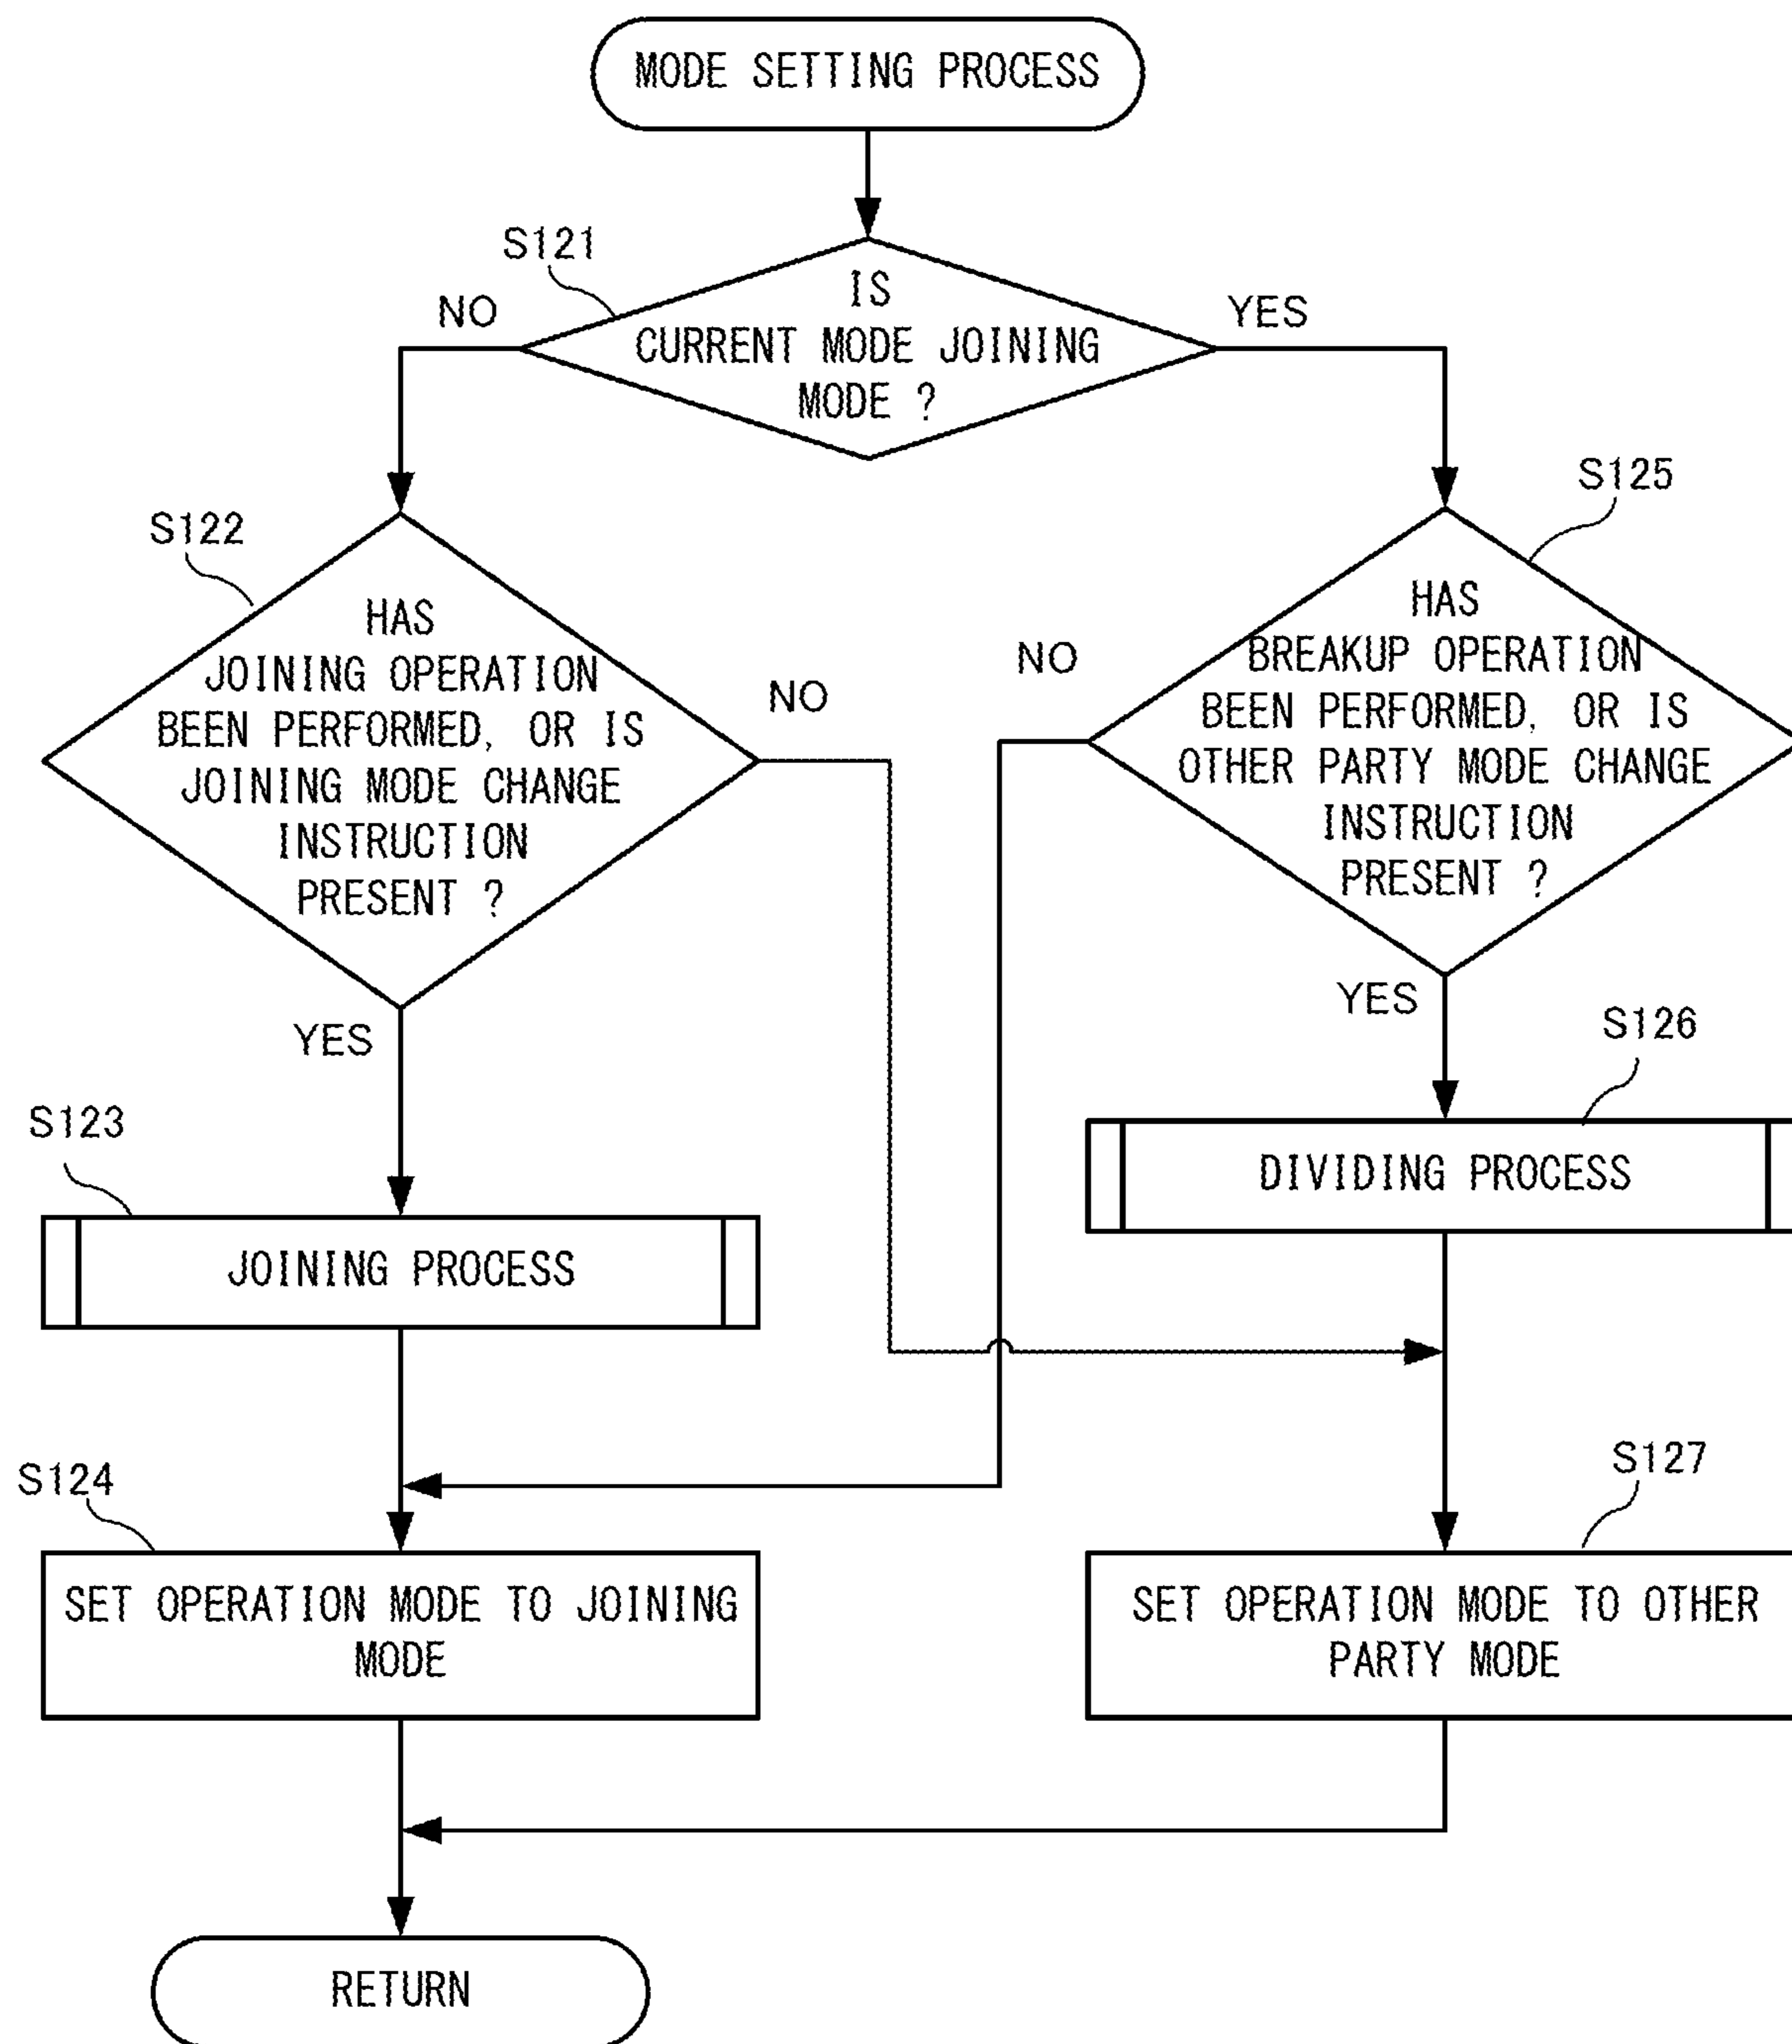 MODE SETTING PROCESS
S121
IS
CURRENT MODE JOINING
MODE ?
NO
YES
S122
HAS
JOINING OPERATION
BEEN PERFORMED, OR IS
JOINING MODE CHANGE
INSTRUCTION
PRESENT ?
NO
YES
S125
HAS
BREAKUP OPERATION
BEEN PERFORMED, OR IS
OTHER PARTY MODE CHANGE
INSTRUCTION
PRESENT ?
NO
YES
S123
JOINING PROCESS
S126
DIVIDING PROCESS
S124
SET OPERATION MODE TO JOINING
MODE
S127
SET OPERATION MODE TO OTHER
PARTY MODE
RETURN